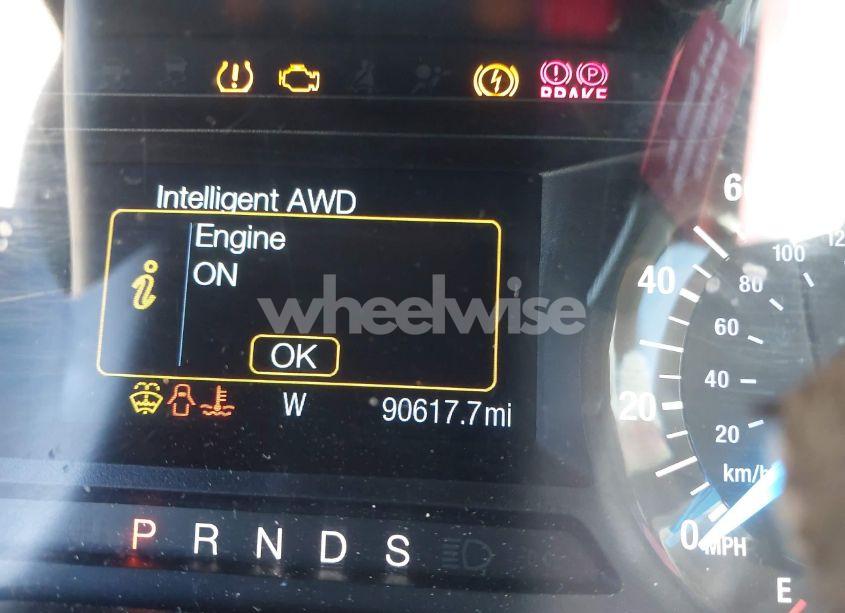 BRAKE
Intelligent AWD
Engine
ON
OK
W
90617.7mi
P R N D S
60
40
20
0
MPH
100
80
60
40
20
km/h
E
wheelwise